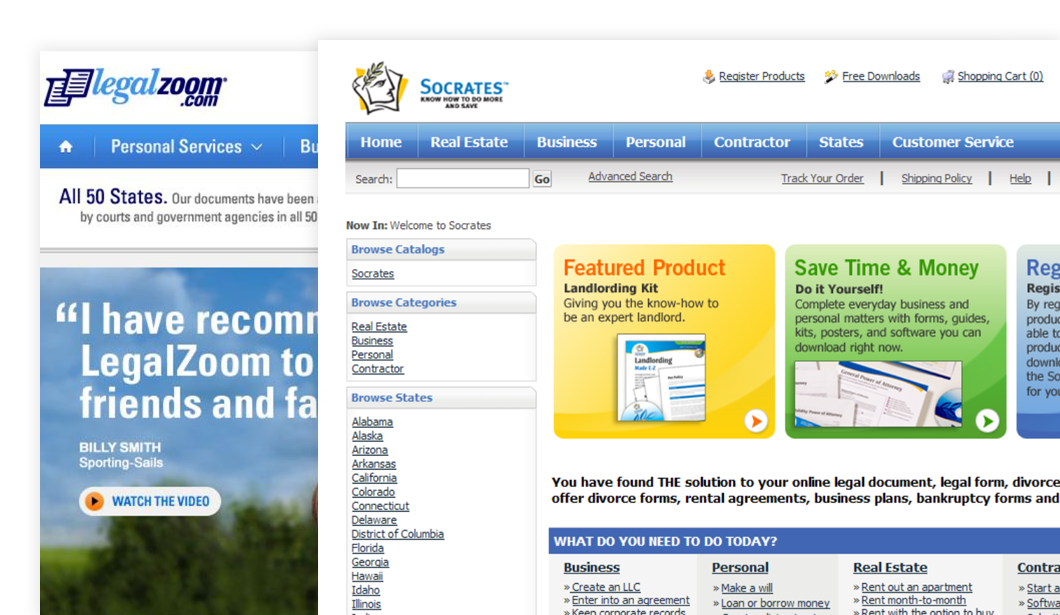 legalzoom
.com
Personal Services
Bu
All 50 States. Our documents have been
by courts and government agencies in all 50
“I have recomm
LegalZoom to
friends and fa
BILLY SMITH
Sporting-Sails
WATCH THE VIDEO
SOCRATES™
KNOW HOW TO DO MORE
AND SAVE
Register Products
Free Downloads
Shopping Cart (0)
Home
Real Estate
Business
Personal
Contractor
States
Customer Service
Search:
Go
Advanced Search
Track Your Order |
Shipping Policy |
Help |
Now In: Welcome to Socrates
Browse Catalogs
Socrates
Browse Categories
Real Estate
Business
Personal
Contractor
Browse States
Alabama
Alaska
Arizona
Arkansas
California
Colorado
Connecticut
Delaware
District of Columbia
Florida
Georgia
Hawaii
Idaho
Illinois
Featured Product
Landlording Kit
Giving you the know-how to
be an expert landlord.
Landlording
Made E-Z
Save Time & Money
Do it Yourself!
Complete everyday business and
personal matters with forms, guides,
kits, posters, and software you can
download right now.
General Power of Attorney
Reg
Regis
By reg
produc
able to
produc
downl
the So
for you
You have found THE solution to your online legal document, legal form, divorce
offer divorce forms, rental agreements, business plans, bankruptcy forms and
WHAT DO YOU NEED TO DO TODAY?
Business
» Create an LLC
» Enter into an agreement
» Keep corporate records
Personal
» Make a will
» Loan or borrow money
Real Estate
» Rent out an apartment
» Rent month-to-month
» Rent with the option to buy
Contra
» Start a
» Softwa